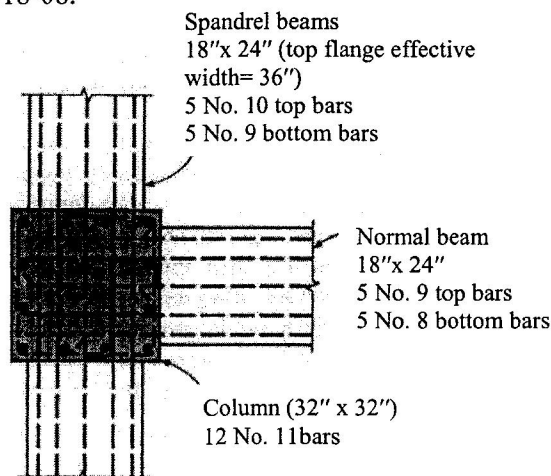 18-08.
Spandrel beams
18″x 24″ (top flange effective
width= 36″)
5 No. 10 top bars
5 No. 9 bottom bars
Normal beam
18″x 24″
5 No. 9 top bars
5 No. 8 bottom bars
Column (32″ x 32″)
12 No. 11bars